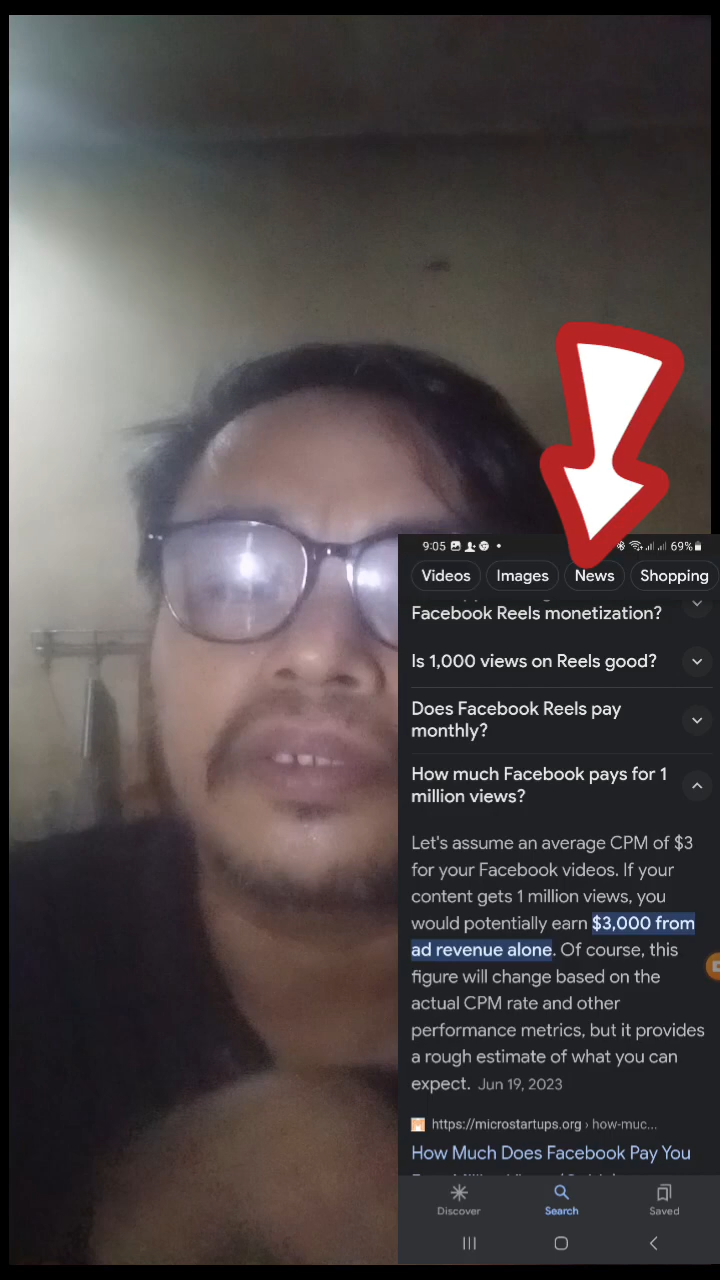 9:05
69%
Videos
Images
News
Shopping
Facebook Reels monetization?
Is 1,000 views on Reels good?
Does Facebook Reels pay
monthly?
How much Facebook pays for 1
million views?
Let's assume an average CPM of $3
for your Facebook videos. If your
content gets 1 million views, you
would potentially earn $3,000 from
ad revenue alone. Of course, this
figure will change based on the
actual CPM rate and other
performance metrics, but it provides
a rough estimate of what you can
expect. Jun 19, 2023
https://microstartups.org › how-muc...
How Much Does Facebook Pay You
Discover
Search
Saved